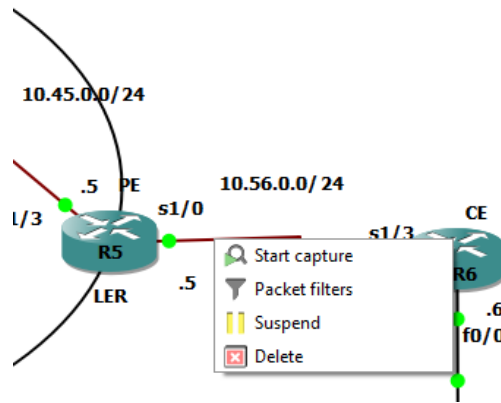 10.45.0.0/24
.5 PE
10.56.0.0/24
1/3
s1/0
CE
s1/3
R5
R6
LER
.5
Start capture
Packet filters
Suspend
Delete
.6
f0/0